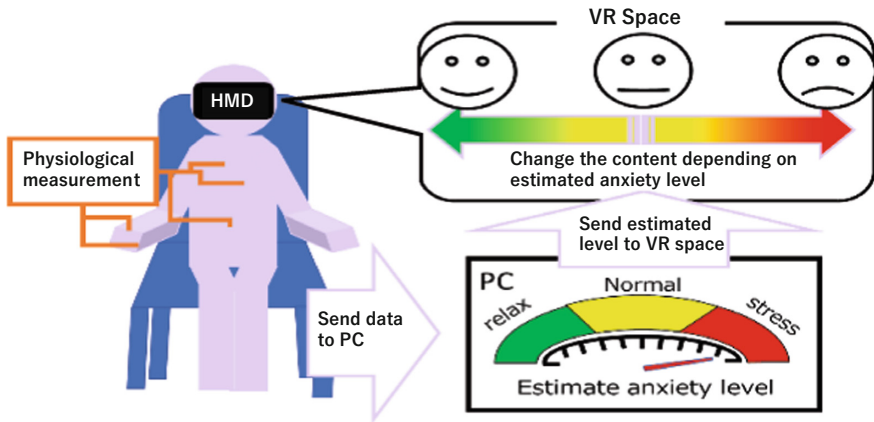 VR Space
HMD
Physiological
measurement
Change the content depending on
estimated anxiety level
Send estimated
level to VR space
Send data
to PC
PC
relax
Normal
stress
Estimate anxiety level